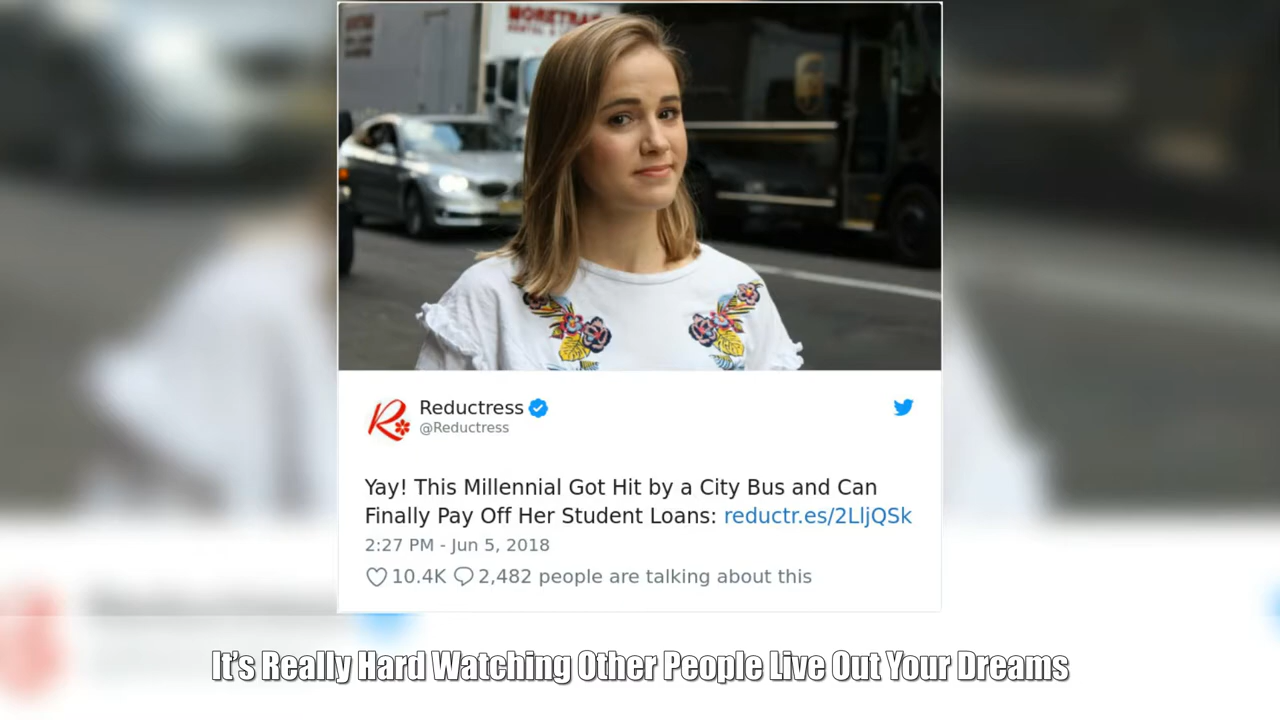 MORETRA
Reductress
@Reductress
Yay! This Millennial Got Hit by a City Bus and Can
Finally Pay Off Her Student Loans: reductr.es/2LljQSk
2:27 PM - Jun 5, 2018
10.4K 2,482 people are talking about this
It's Really Hard Watching Other People Live Out Your Dreams